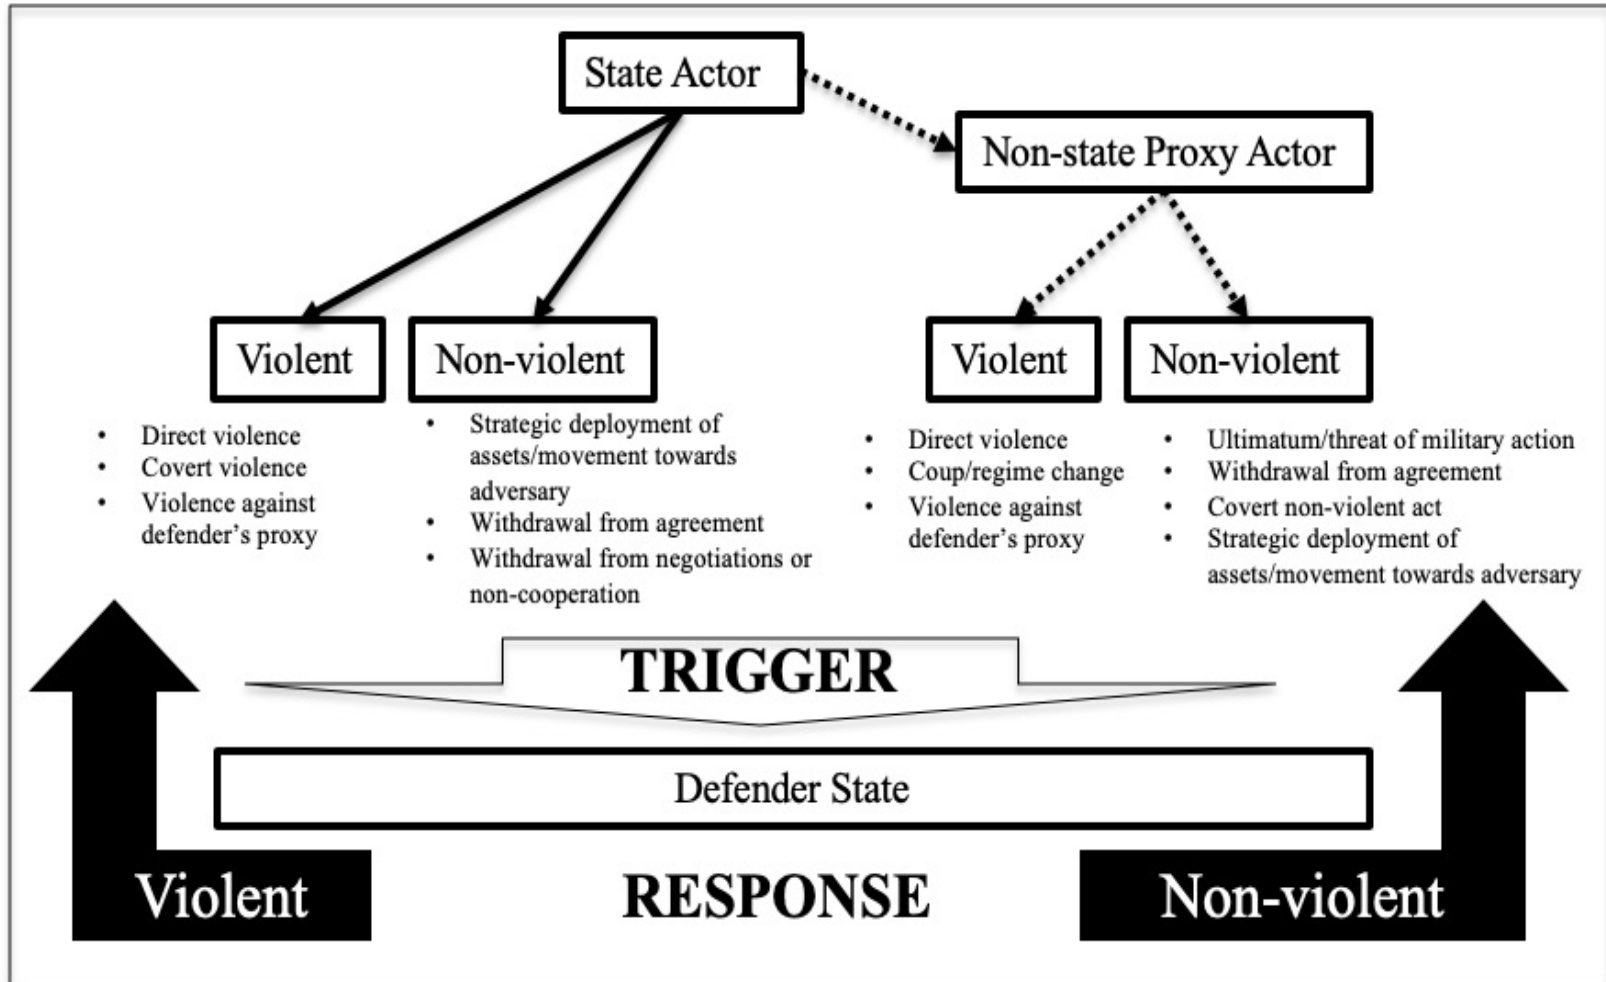 State Actor
Non-state Proxy Actor
Violent
Non-violent
Violent
Non-violent
• Direct violence
• Covert violence
• Violence against
defender's proxy
• Strategic deployment of
assets/movement towards
adversary
• Withdrawal from agreement
• Withdrawal from negotiations or
non-cooperation
• Direct violence
• Coup/regime change
• Violence against
defender's proxy
• Ultimatum/threat of military action
• Withdrawal from agreement
• Covert non-violent act
• Strategic deployment of
assets/movement towards adversary
TRIGGER
Defender State
Violent
RESPONSE
Non-violent